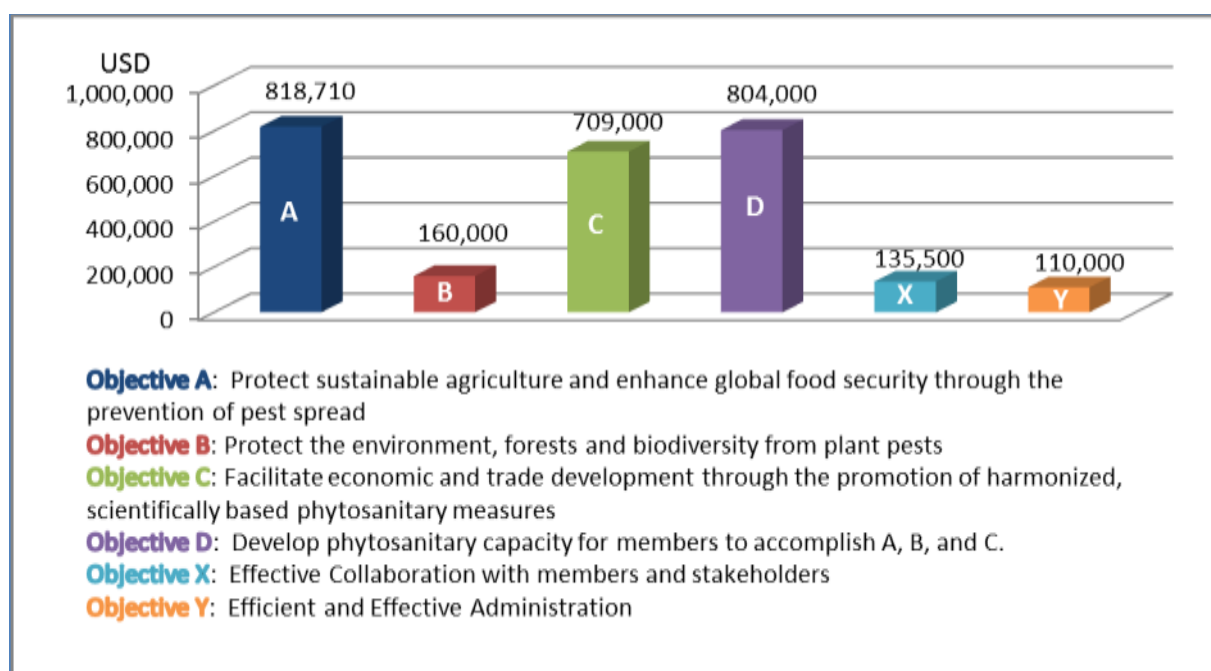 USD
1,000,000
800,000
600,000
400,000
200,000
0
818,710
160,000
709,000
804,000
135,500
110,000
A
B
C
D
X
Y
Objective A: Protect sustainable agriculture and enhance global food security through the
prevention of pest spread
Objective B: Protect the environment, forests and biodiversity from plant pests
Objective C: Facilitate economic and trade development through the promotion of harmonized,
scientifically based phytosanitary measures
Objective D: Develop phytosanitary capacity for members to accomplish A, B, and C.
Objective X: Effective Collaboration with members and stakeholders
Objective Y: Efficient and Effective Administration